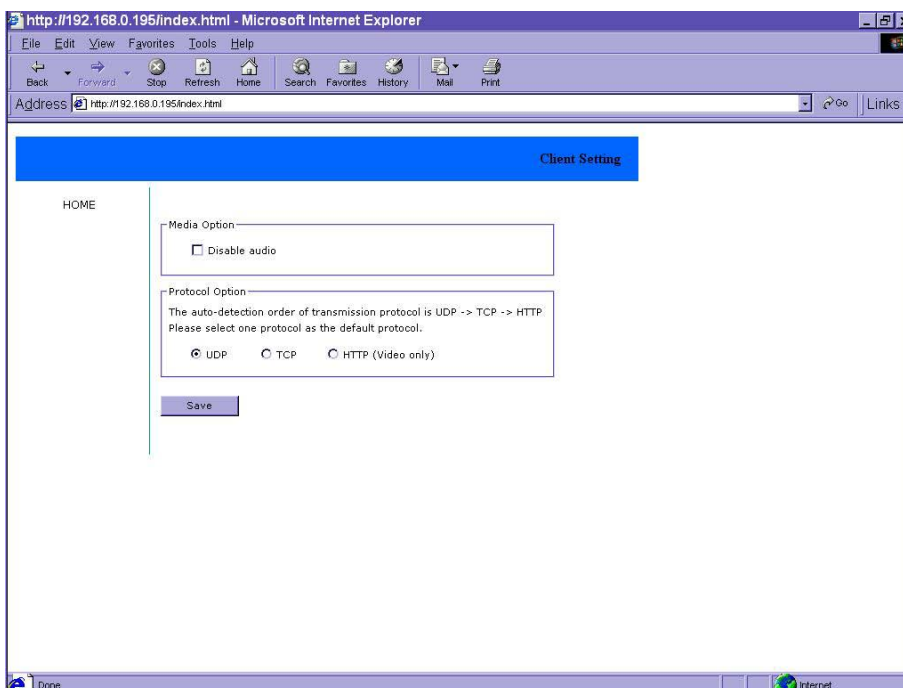 http://192.168.0.195/index.html - Microsoft Internet Explorer
File Edit View Favorites Tools Help
Back Forward Stop Refresh Home Search Favorites History Mail Print
Address http://192.168.0.195/index.html Go Links
Client Setting
HOME
Media Option
Disable audio
Protocol Option
The auto-detection order of transmission protocol is UDP -> TCP -> HTTP
Please select one protocol as the default protocol.
UDP TCP HTTP (Video only)
Save
Done Internet